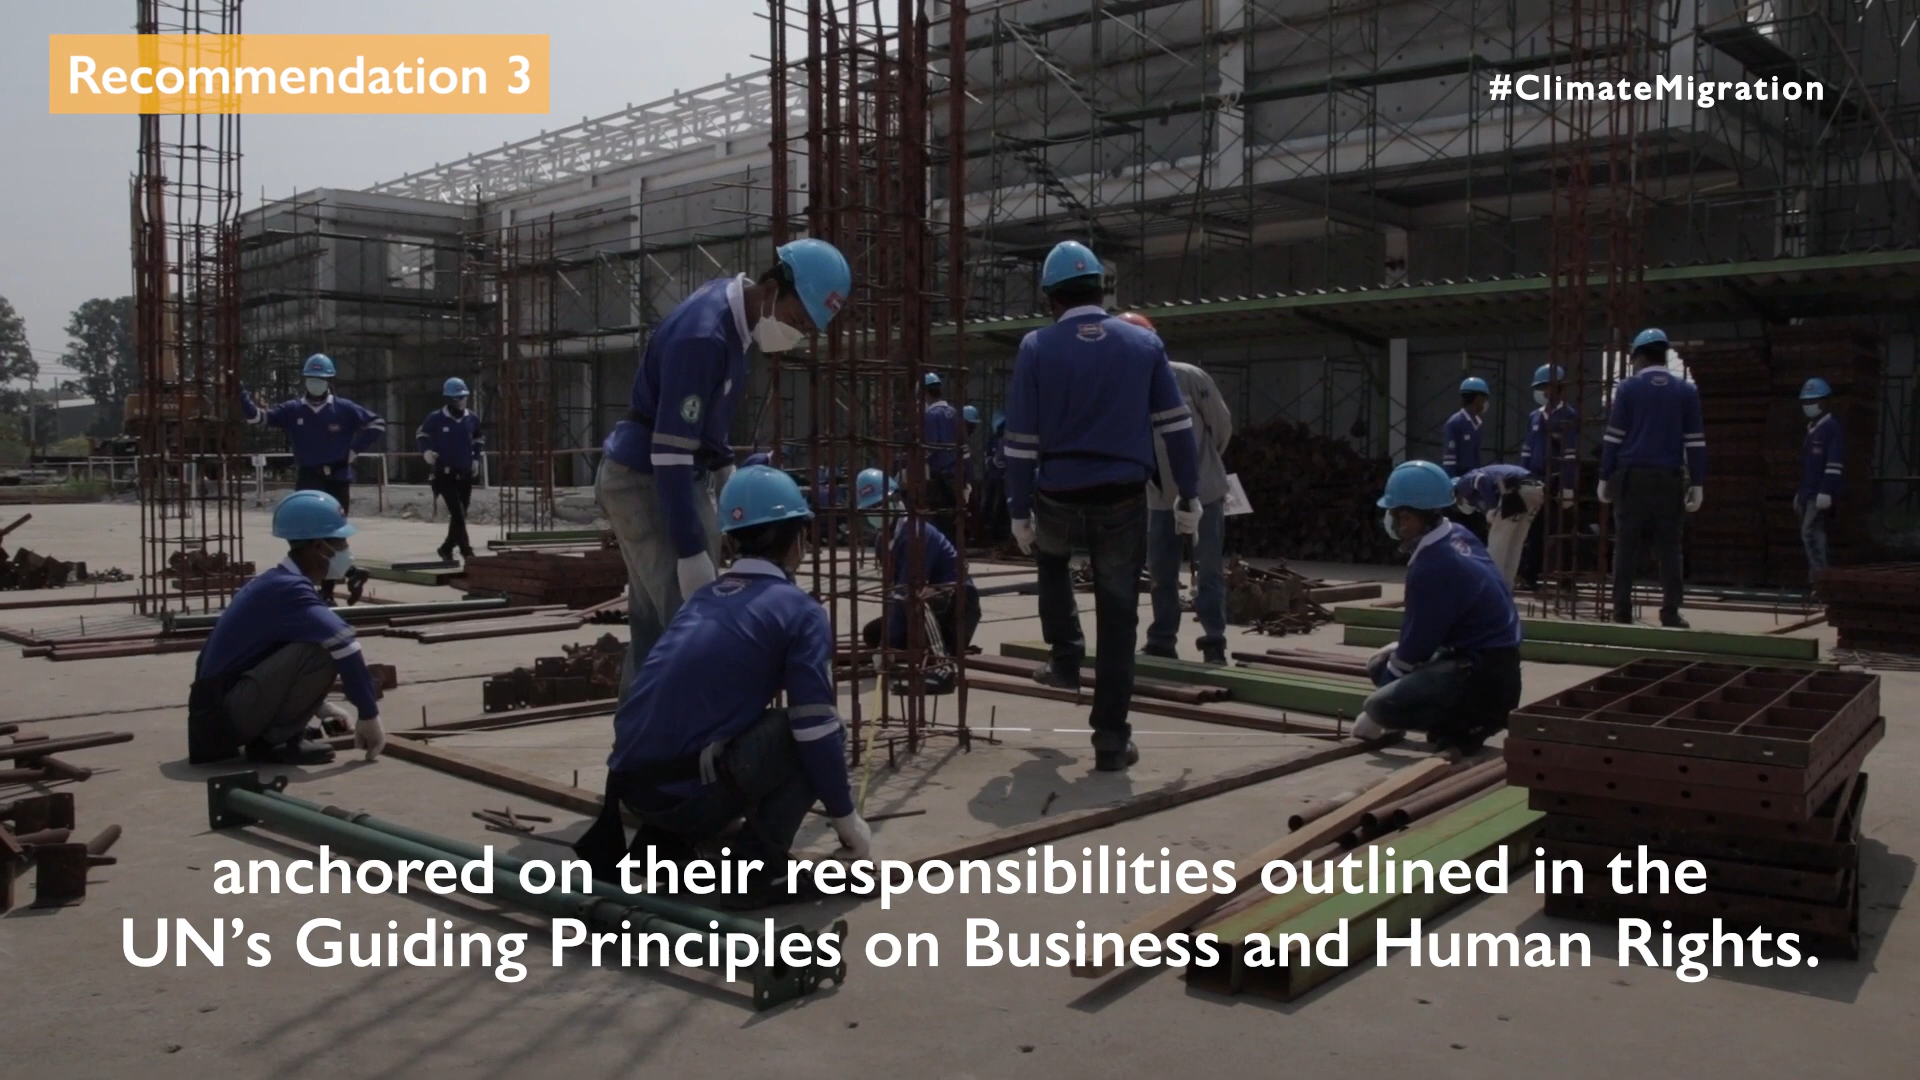 Recommendation 3
#ClimateMigration
anchored on their responsibilities outlined in the
UN’s Guiding Principles on Business and Human Rights.